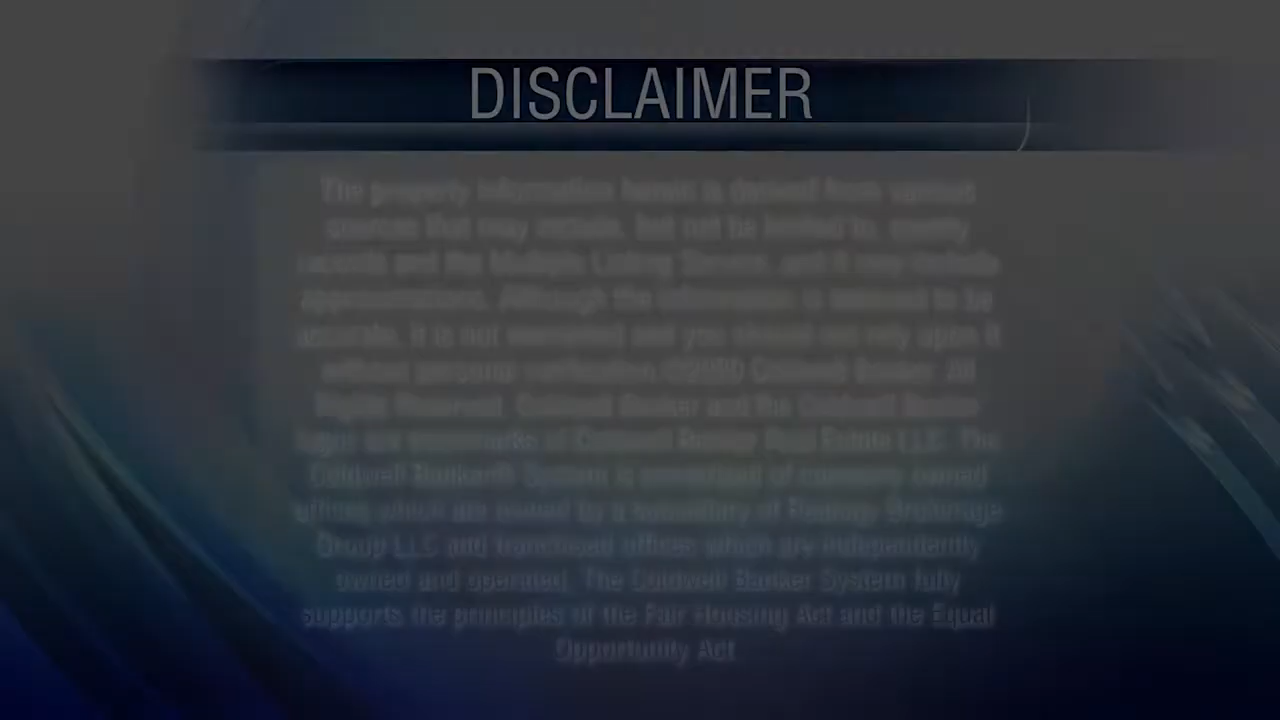 DISCLAIMER
The property information herein is derived from various
sources that may include, but not be limited to, county
records and the Multiple Listing Service, and it may include
approximations. Although the information is believed to be
accurate, it is not warranted and you should not rely upon it
without personal verification. ©2020 Coldwell Banker. All
Rights Reserved. Coldwell Banker and the Coldwell Banker
logos are trademarks of Coldwell Banker Real Estate LLC. The
Coldwell Banker® System is comprised of company owned
offices which are owned by a subsidiary of Realogy Brokerage
Group LLC and franchised offices which are independently
owned and operated. The Coldwell Banker System fully
supports the principles of the Fair Housing Act and the Equal
Opportunity Act